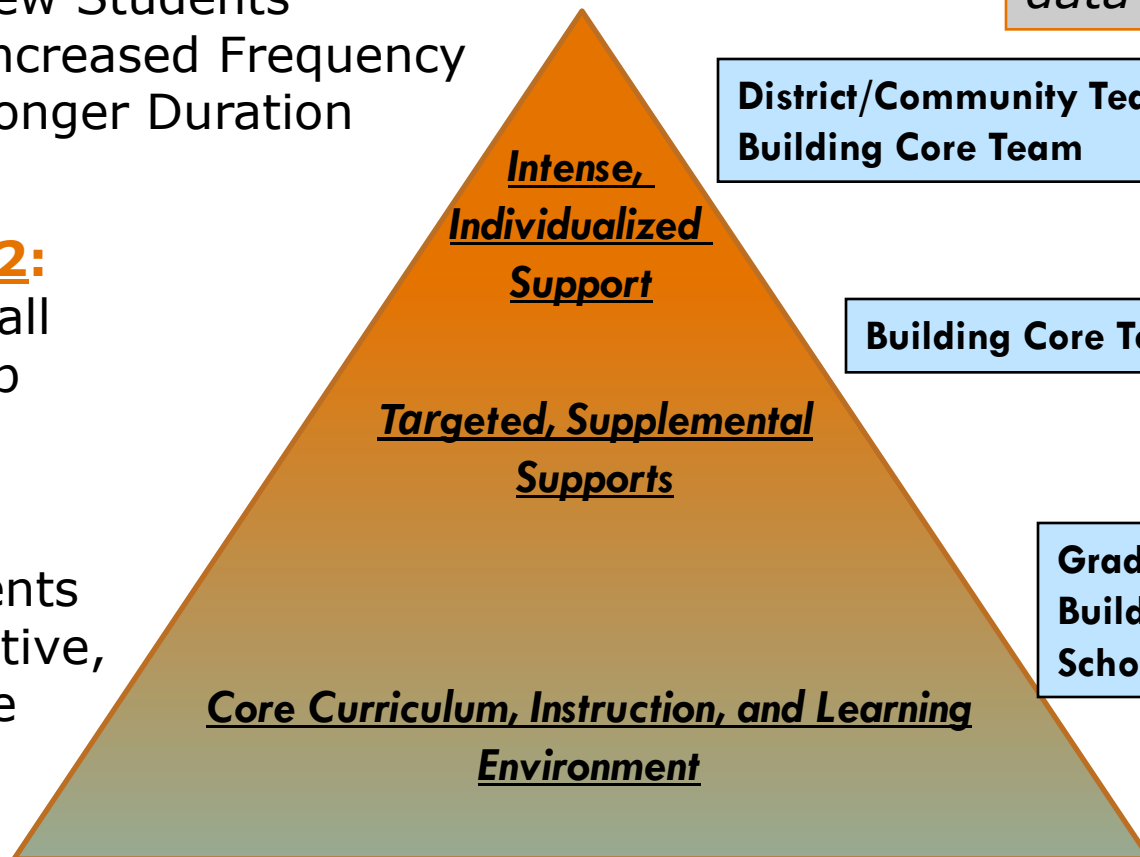 data
ew Students
ncreased Frequency
onger Duration
District/Community Tea
Building Core Team
Intense,
Individualized
Support
2:
all
p
Building Core Te
Targeted, Supplemental
Supports
ents
tive,
e
Grad
Build
Scho
Core Curriculum, Instruction, and Learning
Environment